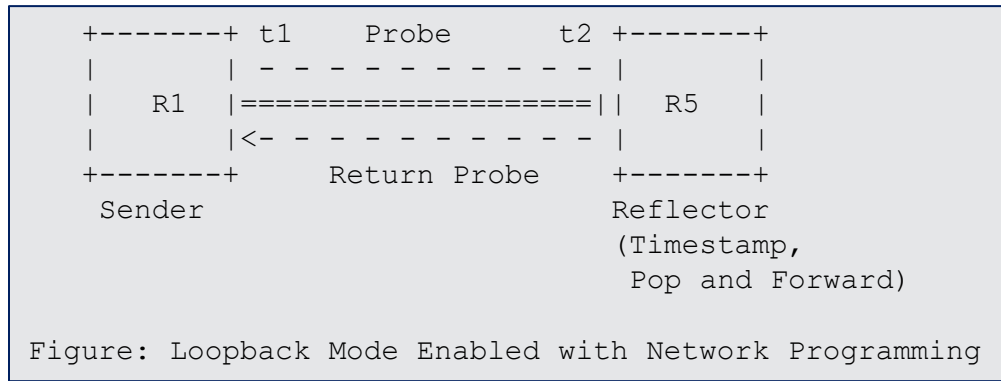 +-------+ t1    Probe      t2 +-------+
|       | - - - - - - - - - - |       |
|   R1  |====================||  R5   |
|       |<- - - - - - - - - - |       |
+-------+     Return Probe    +-------+
Sender                       Reflector
(Timestamp,
Pop and Forward)
Figure: Loopback Mode Enabled with Network Programming